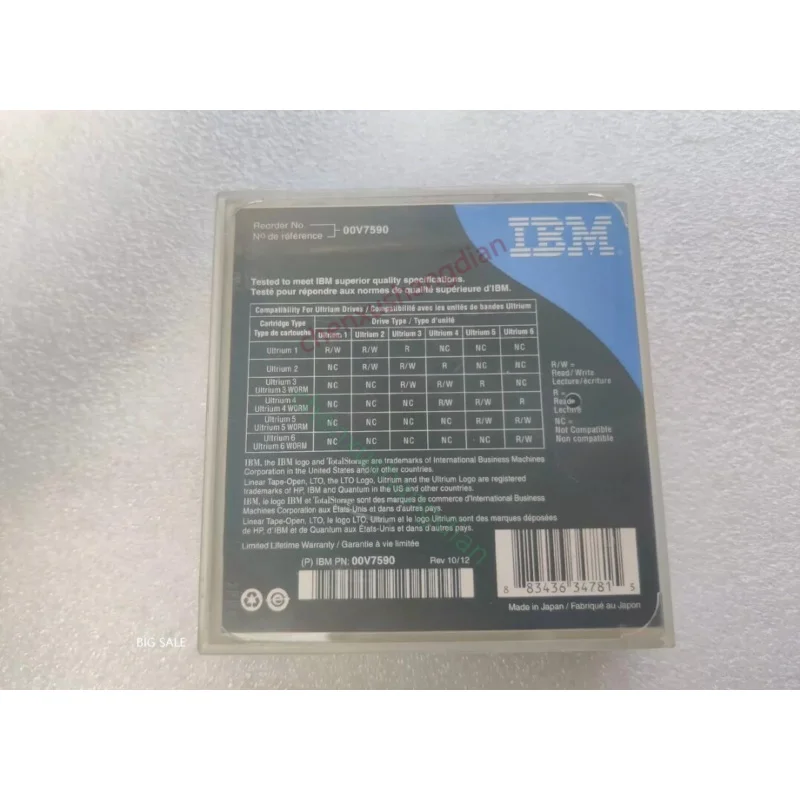 Reorder No.
Nº de référence
00V7590
IBM
Tested to meet IBM superior quality specifications.
Testé pour répondre aux normes de qualité supérieure d'IBM.
Compatibility For Ultrium Drives / Compatibilité avec les unités de bandes Ultrium
Cartridge Type Drive Type / Type d'unité
Type de cartouche Ultrium 1 Ultrium 2 Ultrium 3 Ultrium 4 Ultrium 5 Ultrium 6
Ultrium 1 R/W R/W R NC NC NC
Ultrium 2 NC R/W R/W R NC NC
Ultrium 3
Ultrium 3 WORM NC NC R/W R/W R NC
Ultrium 4
Ultrium 4 WORM NC NC NC R/W R/W R
Ultrium 5
Ultrium 5 WORM NC NC NC NC R/W R/W
Ultrium 6
Ultrium 6 WORM NC NC NC NC NC R/W
R/W =
Read/Write
Lecture/écriture
R =
Read
Lecture
NC =
Not Compatible
Non compatible
IBM, the IBM logo and TotalStorage are trademarks of International Business Machines
Corporation in the United States and/or other countries.
Linear Tape-Open, LTO, the LTO Logo, Ultrium and the Ultrium Logo are registered
trademarks of HP, IBM and Quantum in the US and other countries.
IBM, le logo IBM et TotalStorage sont des marques de commerce d'International Business
Machines Corporation aux États-Unis et dans d'autres pays.
Linear Tape-Open, LTO, le logo LTO, Ultrium et le logo Ultrium sont des marques déposées
de HP, d'IBM et de Quantum aux États-Unis et dans d'autres pays.
Limited Lifetime Warranty / Garantie à vie limitée
(P) IBM PN: 00V7590 Rev 10/12
8 83436 34781 5
Made in Japan / Fabriqué au Japon
BIG SALE